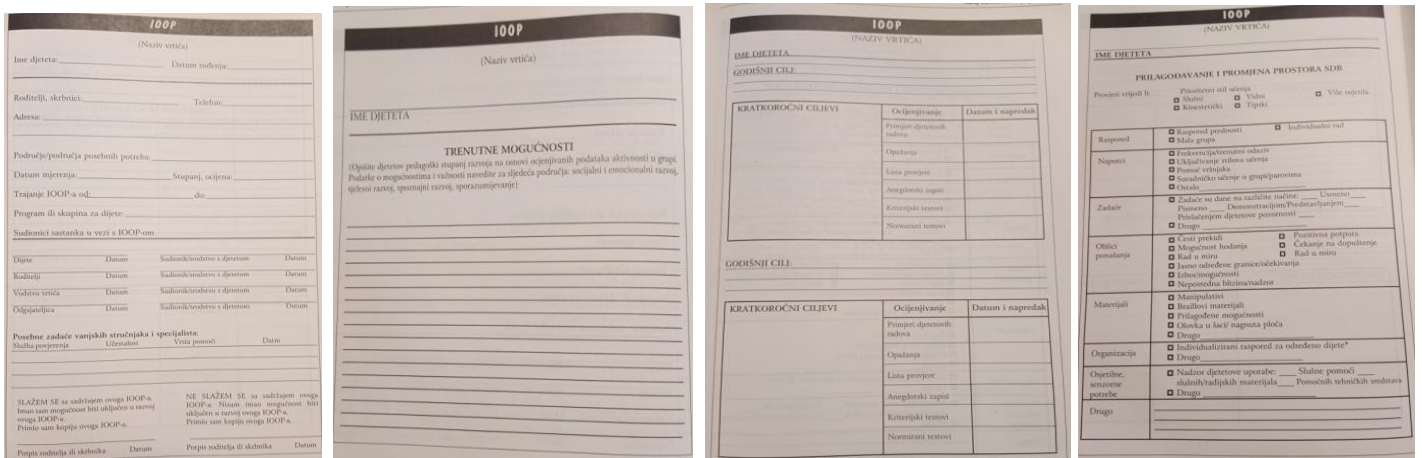 IOOP
(Naziv vrtića)
Ime djeteta: Datum rođenja:
Roditelji, skrbnici: Telefon:
Adresa:
Područje/područja posebnih potreba:
Datum mjerenja: Stupanj, ocijena:
Trajanje IOOP-a od: do:
Program ili skupina za dijete:
Sudionici sastanka u vezi s IOOP-om
Dijete Datum Sudionik/srodstvo s djetetom Datum
Roditelji Datum Sudionik/srodstvo s djetetom Datum
Vodstvo vrtića Datum Sudionik/srodstvo s djetetom Datum
Odgajateljica Datum Sudionik/srodstvo s djetetom Datum
Posebne zadaće vanjskih stručnjaka i specijalista:
Služba povjerenja Učestalost Vrsta pomoći Datm
SLAŽEM SE sa sadržajem ovoga IOOP-a.
Imao sam mogućnost biti uključen u razvoj
ovoga IOOP-a.
Primio sam kopiju ovoga IOOP-a.
Potpis roditelja ili skrbnika Datum
NE SLAŽEM SE sa sadržajem ovoga
IOOP-a. Nisam imao mogućnost biti
uključen u razvoj ovoga IOOP-a.
Primio sam kopiju ovoga IOOP-a.
Potpis roditelja ili skrbnika Datum
IOOP
(Naziv vrtića)
IME DJETETA
TRENUTNE MOGUĆNOSTI
(Opišite djetetov pedagoški stupanj razvoja na osnovi ocjenjivanih podataka aktivnosti u grupi.
Podatke o mogućnostima i važnosti navedite za sljedeća područja: socijalni i emocionalni razvoj,
tjelesni razvoj, spoznajni razvoj, sporazumijevanje)
IOOP
(NAZIV VRTIĆA)
IME DJETETA
GODIŠNJI CILJ:
KRATKOROČNI CILJEVI Ocijenjivanje Datum i napredak
Primjeri djetetovih
radova
Opažanja
Lista provjere
Anegdotski zapisi
Kriterijski testovi
Normirani testovi
GODIŠNJI CILJ:
KRATKOROČNI CILJEVI Ocijenjivanje Datum i napredak
Primjeri djetetovih
radova
Opažanja
Lista provjere
Anegdotski zapisi
Kriterijski testovi
Normirani testovi
IOOP
(NAZIV VRTIĆA)
IME DJETETA
PRILAGOĐAVANJE I PROMJENA PROSTORA SDB
Provjeri vrijedi li: Prioritetni stil učenja
Slušni Vidni Više osjetila
Kinestetički Tipski
Raspored Raspored prednosti Individualni rad
Mala grupa
Naputci Frekvencija/trenutni odaziv
Uključivanje stilova učenja
Pomoć vršnjaka
Suradničko učenje u grupi/parovima
Ostalo
Zadaće Zadaće su dane na različite načine: Usmeno
Pismeno Demonstracijom/Predstavljanjem
Privlačenjem djetetove pozornosti
Drugo
Oblici
ponašanja
Česti prekidi Pozitivna potpora
Mogućnost hodanja Čekanje na dopuštenje
Rad u miru Rad u miru
Jasno određene granice/očekivanja
Izbor/mogućnosti
Neposredna blizina/nadzor
Materijali Manipulativi
Braillovi materijali
Prilagođene mogućnosti
Olovka u šaci/ nagnuta ploča
Organizacija Individualizirani raspored za određeno dijete*
Drugo
Osjetilne,
senzorne
potrebe
Nadzor djetetove uporabe: Slušne pomoći
slušnih/radijskih materijala Pomoćnih tehničkih sredstava
Drugo
Drugo